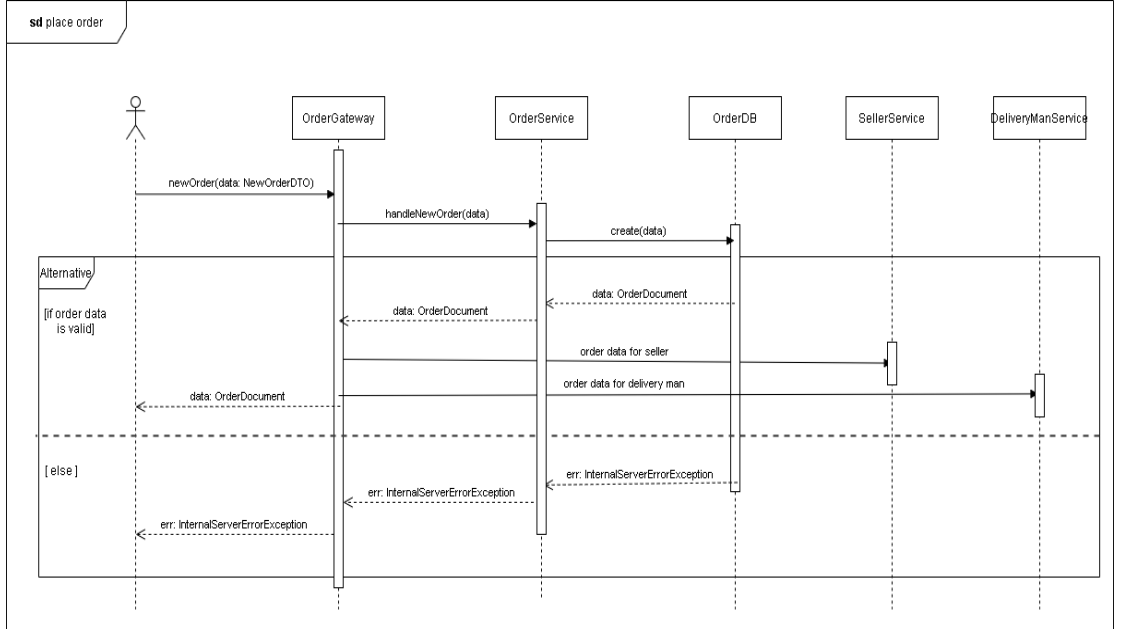 sd place order
OrderGateway
OrderService
OrderDB
SellerService
DeliveryManService
newOrder(data: NewOrderDTO)
handleNewOrder(data)
create(data)
Alternative
[if order data
is valid]
data: OrderDocument
data: OrderDocument
order data for seller
order data for delivery man
data: OrderDocument
[ else ]
err: InternalServerErrorException
err: InternalServerErrorException
err: InternalServerErrorException